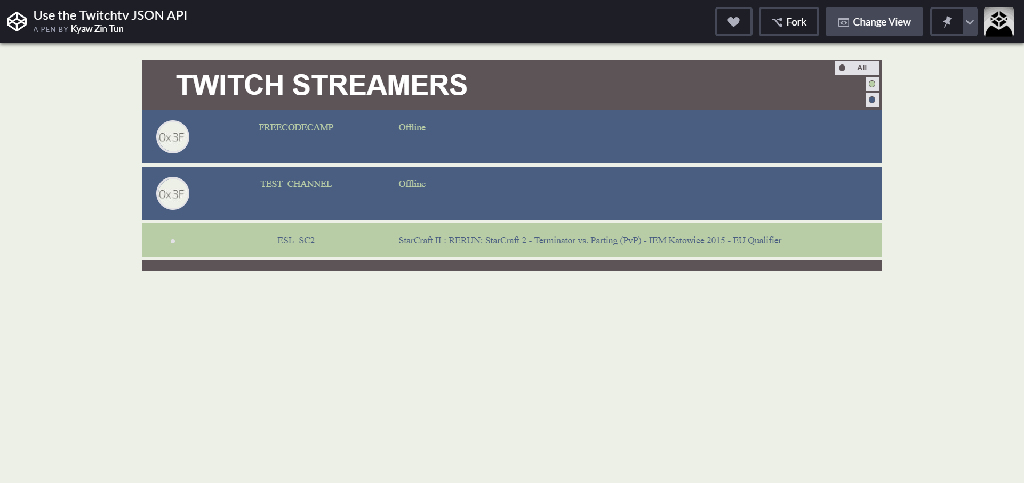 Use the Twitchtv JSON API
A PEN BY Kyaw Zin Tun
Fork
Change View
TWITCH STREAMERS
All
0x3F
FREECODECAMP
Offline
0x3F
TEST_CHANNEL
Offline
ESL_SC2
StarCraft II : RERUN: StarCraft 2 - Terminator vs. Parting (PvP) - IEM Katowice 2015 - EU Qualifier